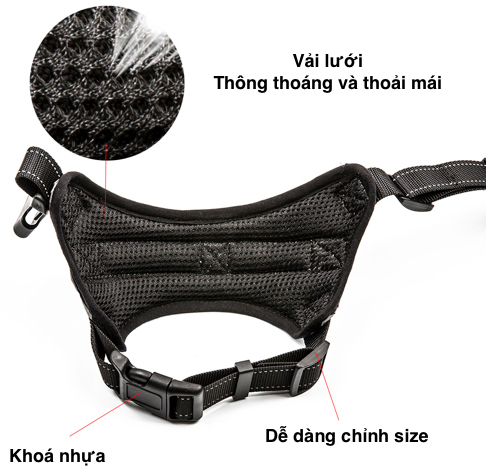 Vải lưới
Thông thoáng và thoải mái
Dễ dàng chỉnh size
Khoá nhựa